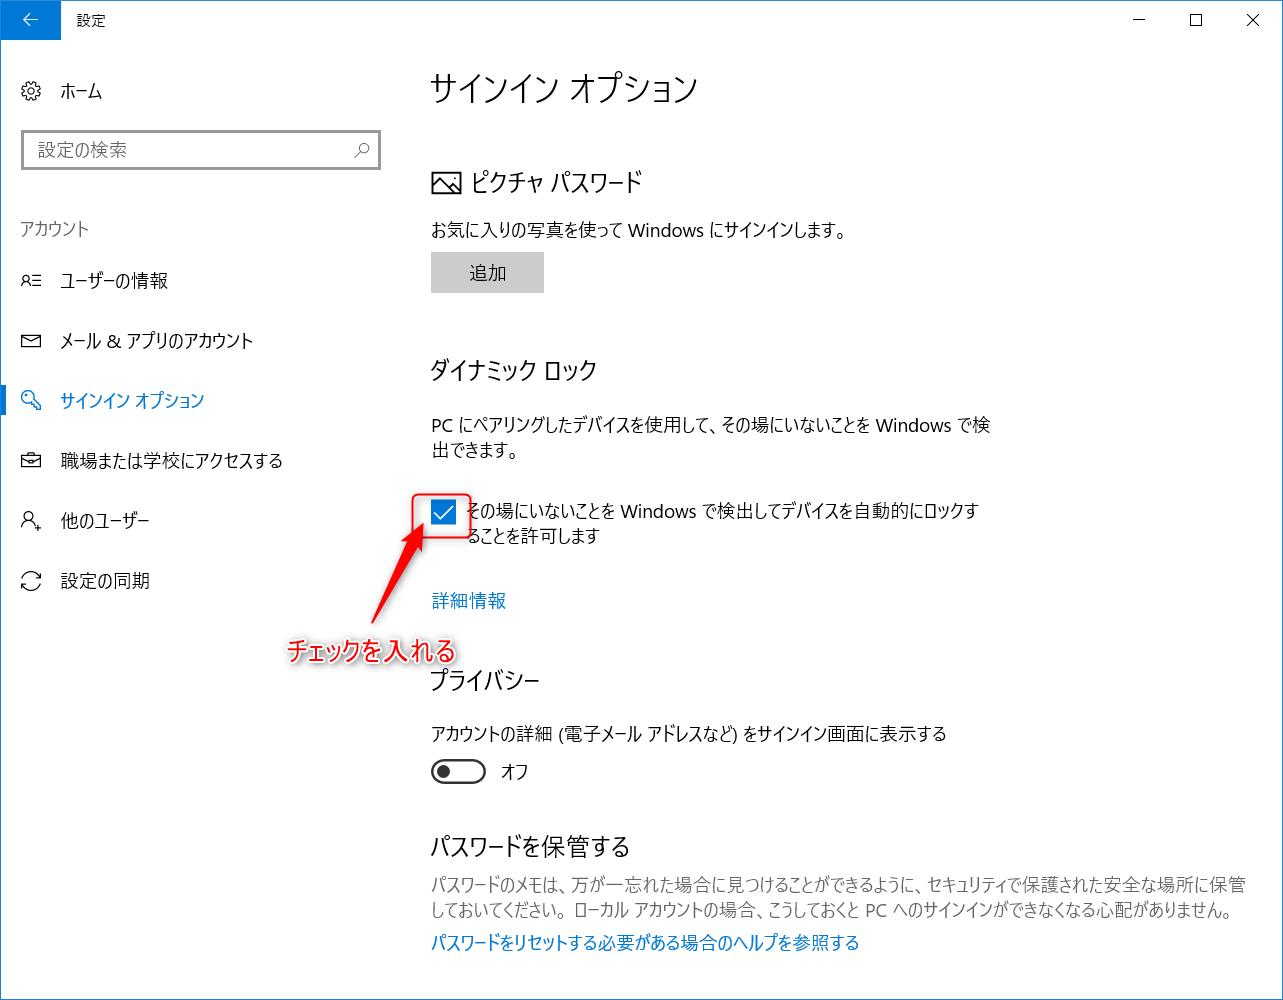 設定
ホーム
設定の検索
アカウント
ユーザーの情報
メール & アプリのアカウント
サインイン オプション
職場または学校にアクセスする
他のユーザー
設定の同期
サインイン オプション
ピクチャ パスワード
お気に入りの写真を使って Windows にサインインします。
追加
ダイナミック ロック
PC にペアリングしたデバイスを使用して、その場にいないことを Windows で検
出できます。
その場にいないことを Windows で検出してデバイスを自動的にロックす
ることを許可します
詳細情報
チェックを入れる
プライバシー
アカウントの詳細 (電子メール アドレスなど) をサインイン画面に表示する
オフ
パスワードを保管する
パスワードのメモは、万が一忘れた場合に見つけることができるように、セキュリティで保護された安全な場所に保管
しておいてください。ローカル アカウントの場合、こうしておくと PC へのサインインができなくなる心配がありません。
パスワードをリセットする必要がある場合のヘルプを参照する